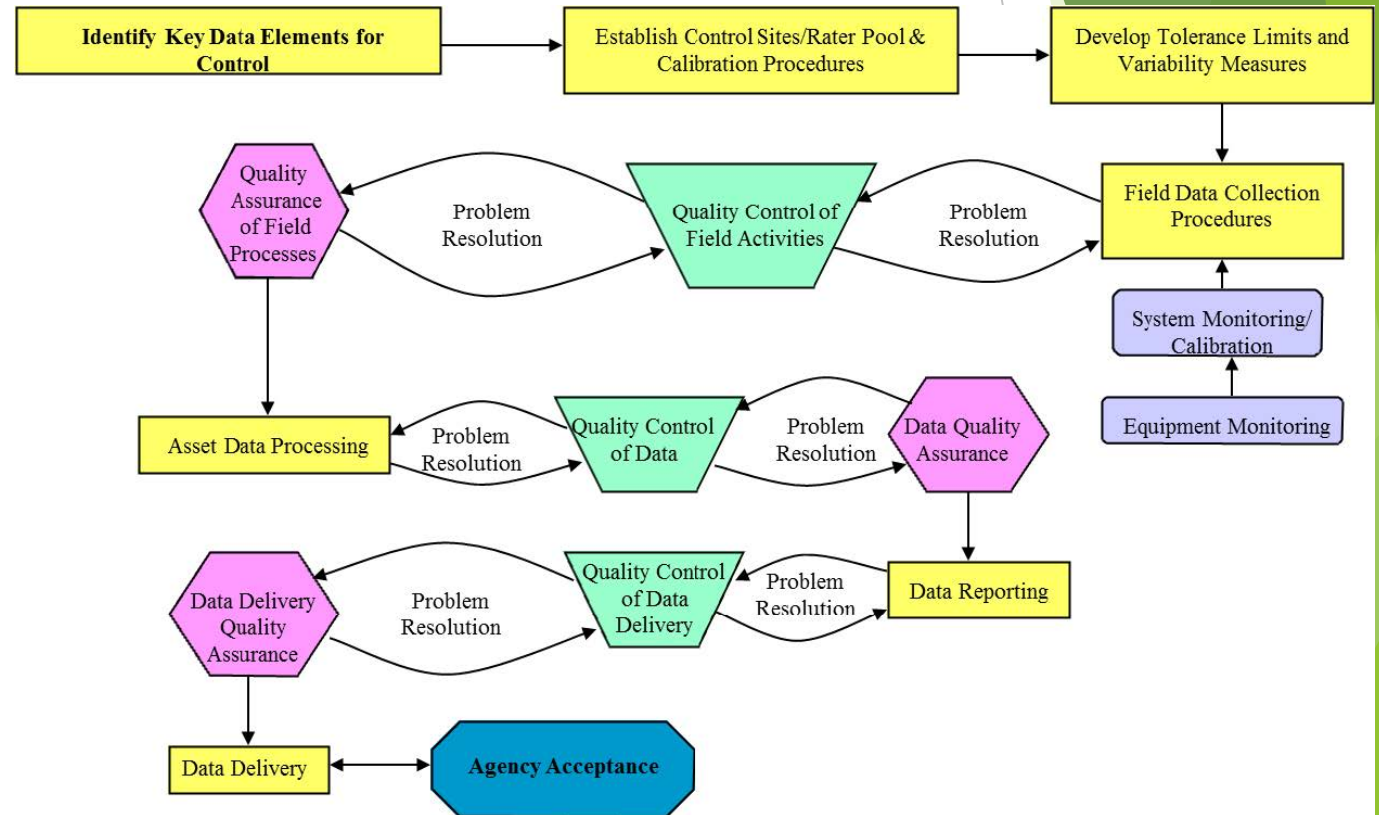 Identify Key Data Elements for
Control
Establish Control Sites/Rater Pool &
Calibration Procedures
Develop Tolerance Limits and
Variability Measures
Quality
Assurance
of Field
Processes
Problem
Resolution
Quality Control of
Field Activities
Problem
Resolution
Field Data Collection
Procedures
System Monitoring/
Calibration
Equipment Monitoring
Asset Data Processing
Problem
Resolution
Quality Control
of Data
Problem
Resolution
Data Quality
Assurance
Data Delivery
Quality
Assurance
Problem
Resolution
Quality Control
of Data
Delivery
Problem
Resolution
Data Reporting
Data Delivery
Agency Acceptance